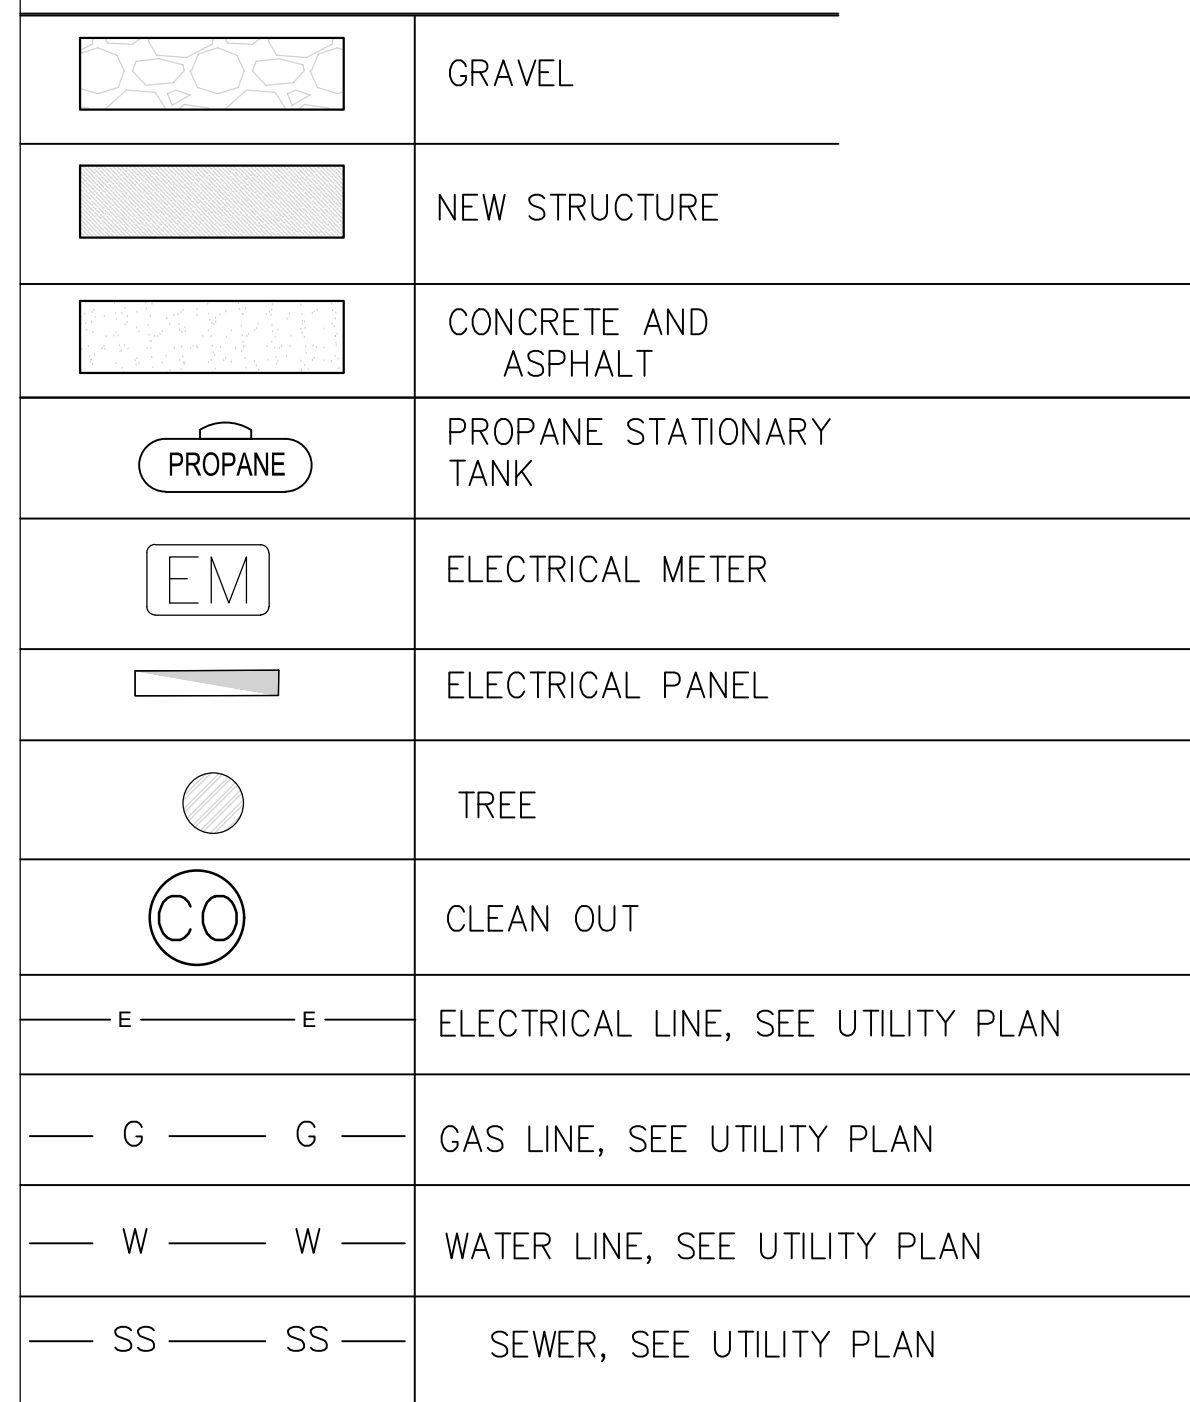 GRAVEL
NEW STRUCTURE
CONCRETE AND
ASPHALT
PROPANE
PROPANE STATIONARY
TANK
EM
ELECTRICAL METER
ELECTRICAL PANEL
TREE
CO
CLEAN OUT
E E
ELECTRICAL LINE, SEE UTILITY PLAN
G G
GAS LINE, SEE UTILITY PLAN
W W
WATER LINE, SEE UTILITY PLAN
SS SS
SEWER, SEE UTILITY PLAN